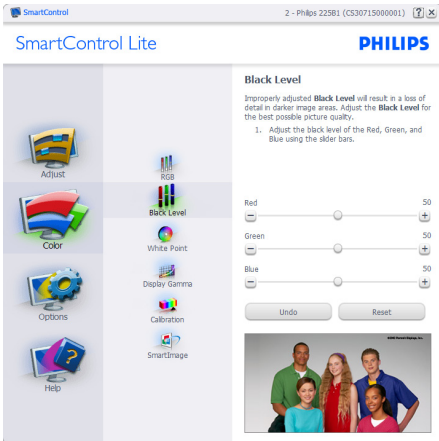 SmartControl
2 - Philips 225B1 (CS30715000001)
SmartControl Lite
PHILIPS
Black Level
Improperly adjusted Black Level will result in a loss of
detail in darker image areas. Adjust the Black Level for
the best possible picture quality.
1. Adjust the black level of the Red, Green, and
Blue using the slider bars.
Adjust
Color
Options
Help
RGB
Black Level
White Point
Display Gamma
Calibration
SmartImage
Red 50
Green 50
Blue 50
Undo
Reset